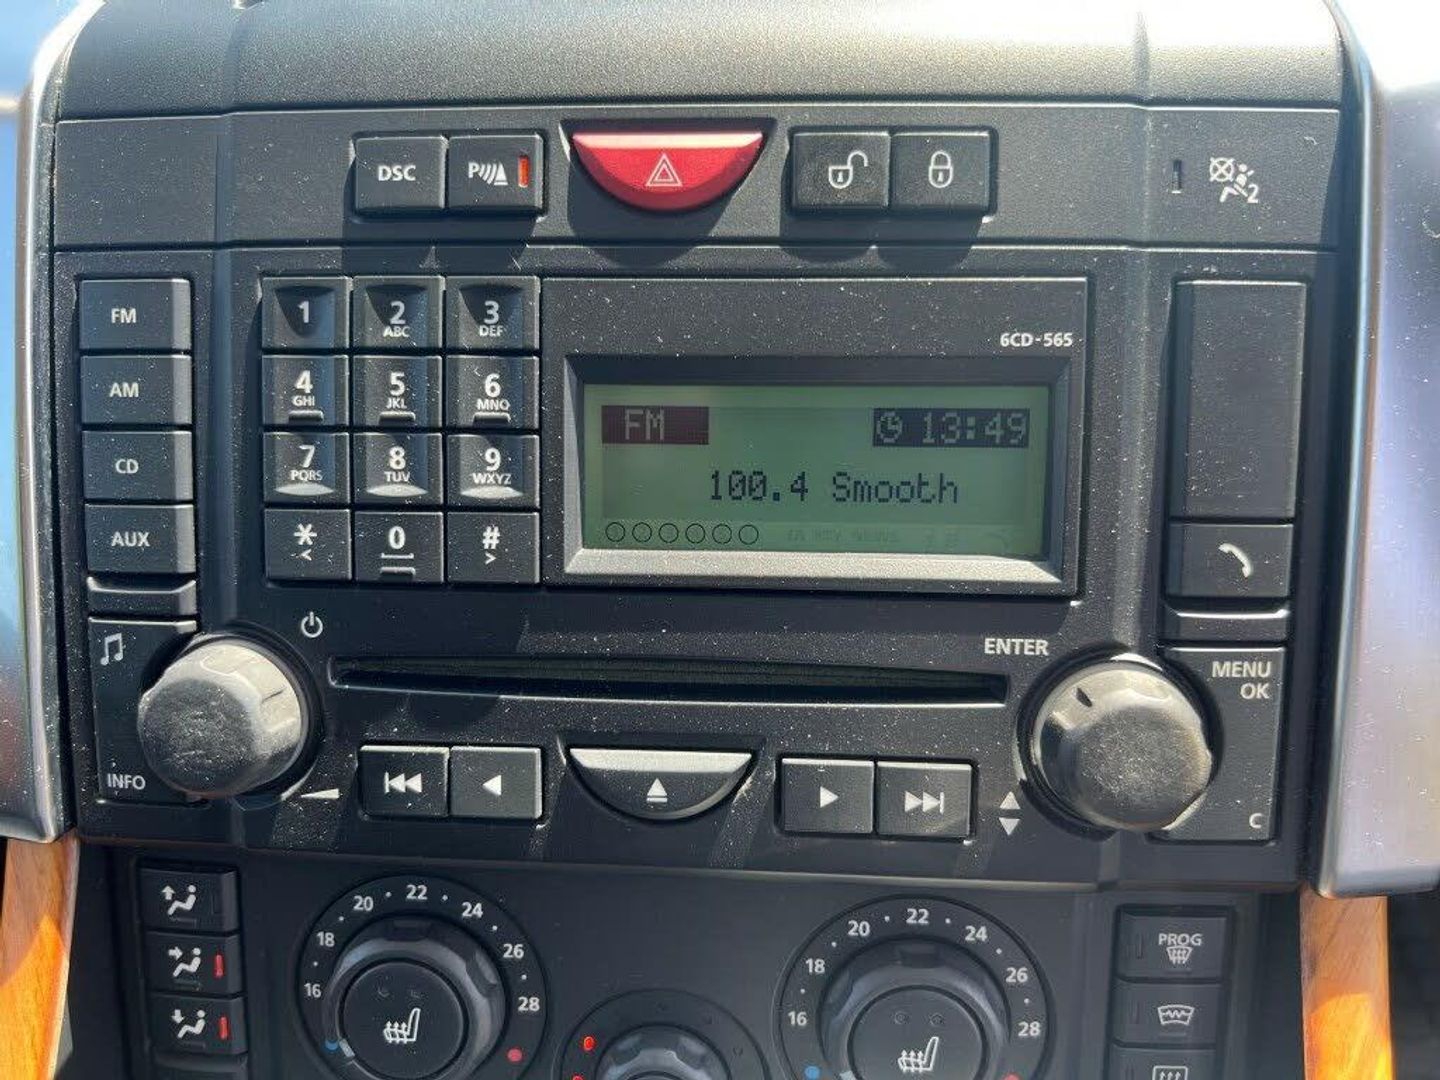 DSC P
2
FM
AM
CD
AUX
1 2 ABC 3 DEF
4 GHI 5 JKL 6 MNO
7 PQRS 8 TUV 9 WXYZ
* < 0 > # >
6CD-565
FM 13:49
100.4 Smooth
ENTER
MENU
OK
INFO
C
16 18 20 22 24 26 28
16 18 20 22 24 26 28
PROG